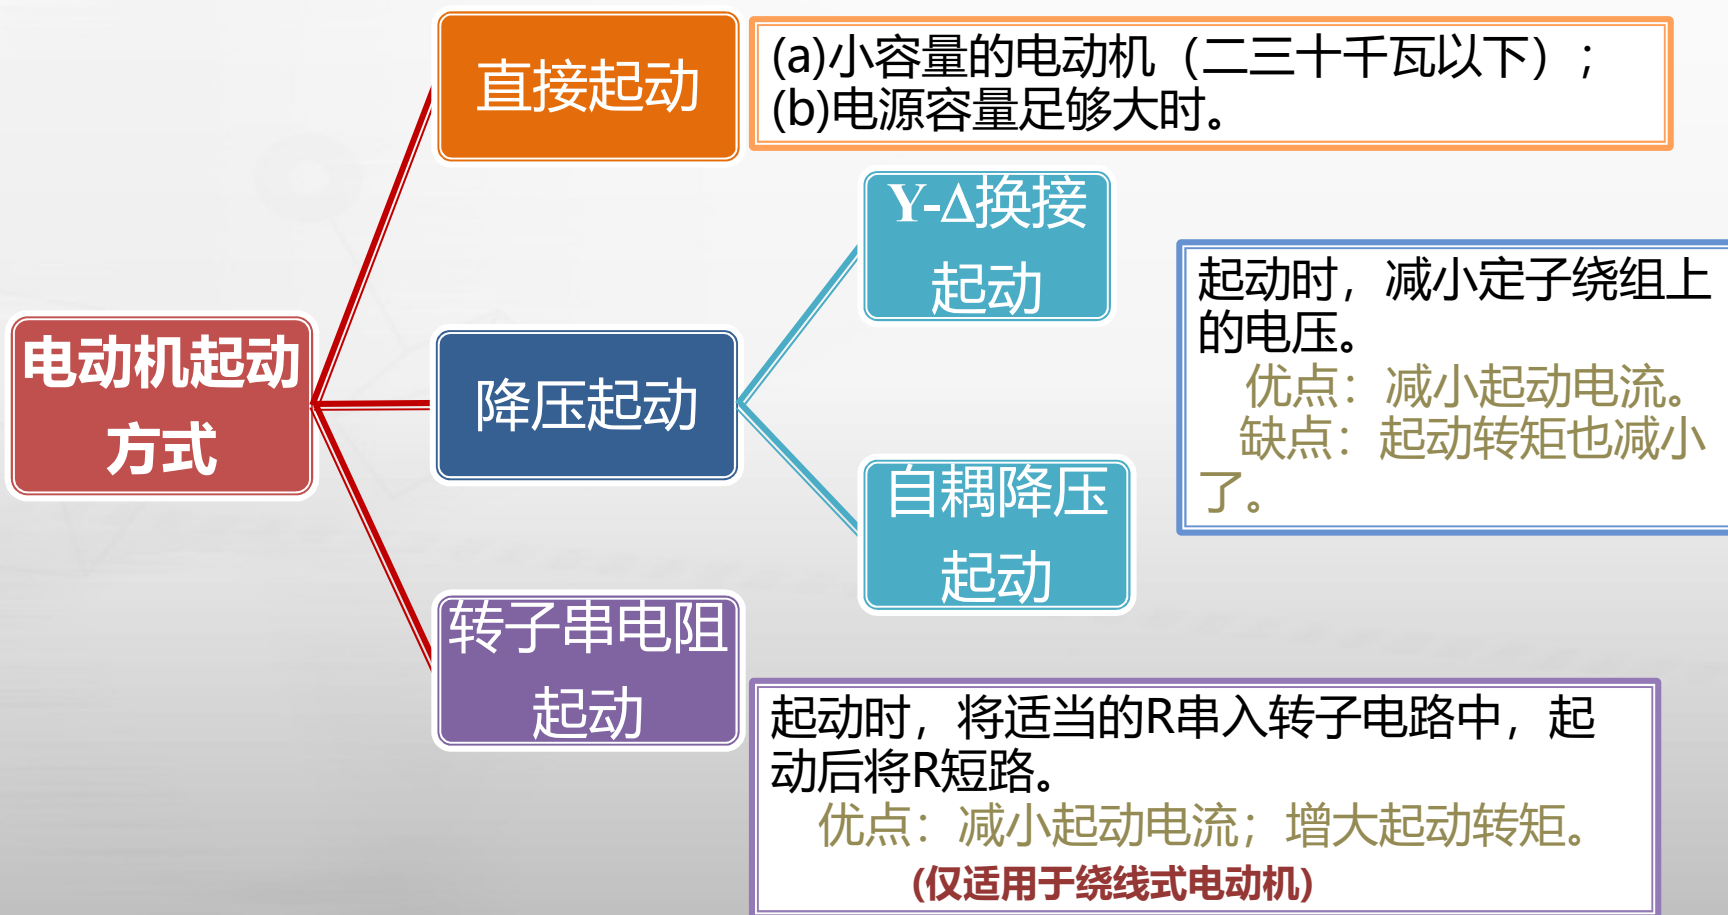 直接起动
(a)小容量的电动机（二三十千瓦以下）;
(b)电源容量足够大时。
Y-Δ换接
起动
电动机起动
方式
降压起动
起动时，减小定子绕组上
的电压。
优点：减小起动电流。
缺点：起动转矩也减小
了。
自耦降压
起动
转子串电阻
起动
起动时，将适当的R串入转子电路中，起
动后将R短路。
优点：减小起动电流；增大起动转矩。
(仅适用于绕线式电动机)